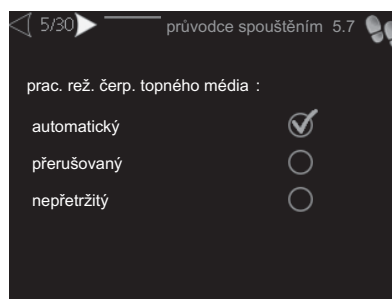 5/30 průvodce spouštěním 5.7
prac. rež. čerp. topného média :
automatický
přerušovaný
nepřetržitý